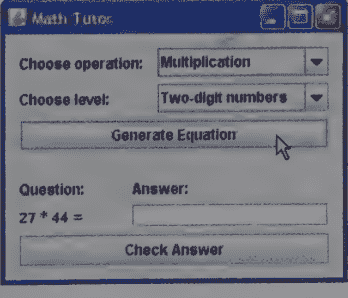 Math Tutor
Choose operation: Multiplication
Choose level: Two-digit numbers
Generate Equation
Question: Answer:
27 * 44 =
Check Answer